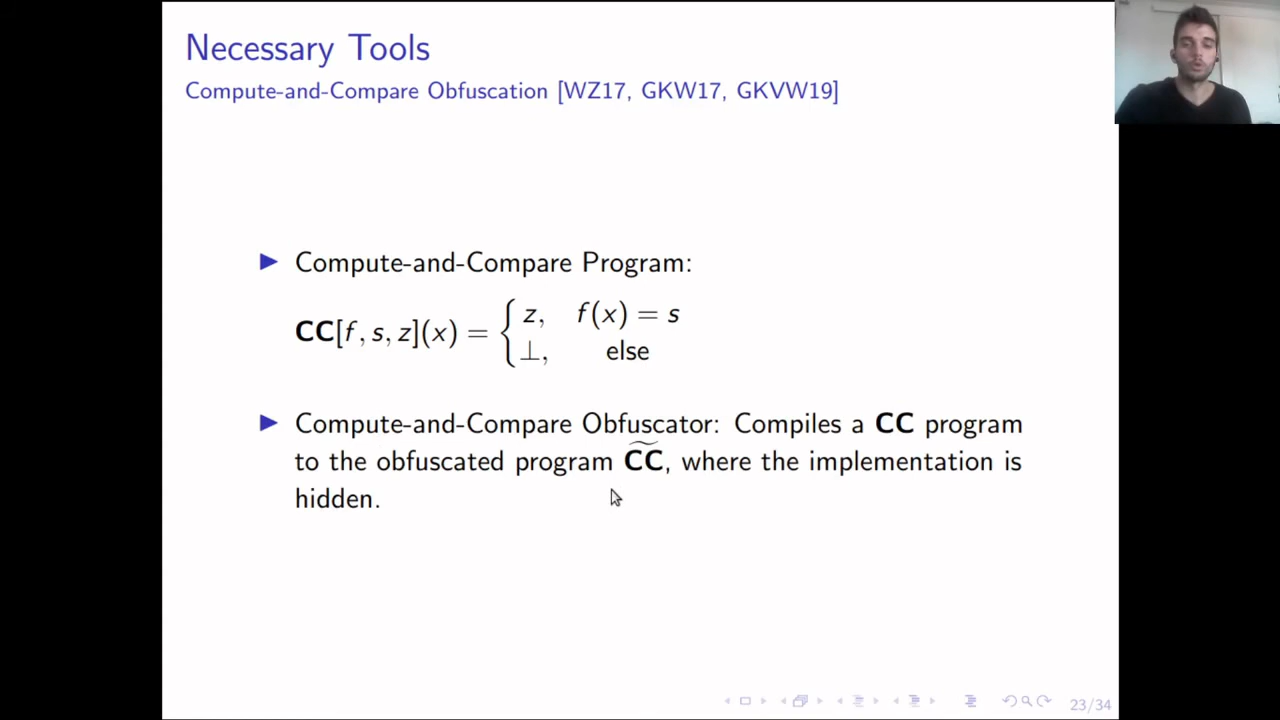 Necessary Tools
Compute-and-Compare Obfuscation [WZ17, GKW17, GKVW19]
▶ Compute-and-Compare Program:
CC[f, s, z](x) = { z, f(x) = s
⊥, else
▶ Compute-and-Compare Obfuscator: Compiles a CC program
to the obfuscated program C͠C, where the implementation is
hidden.
23/34